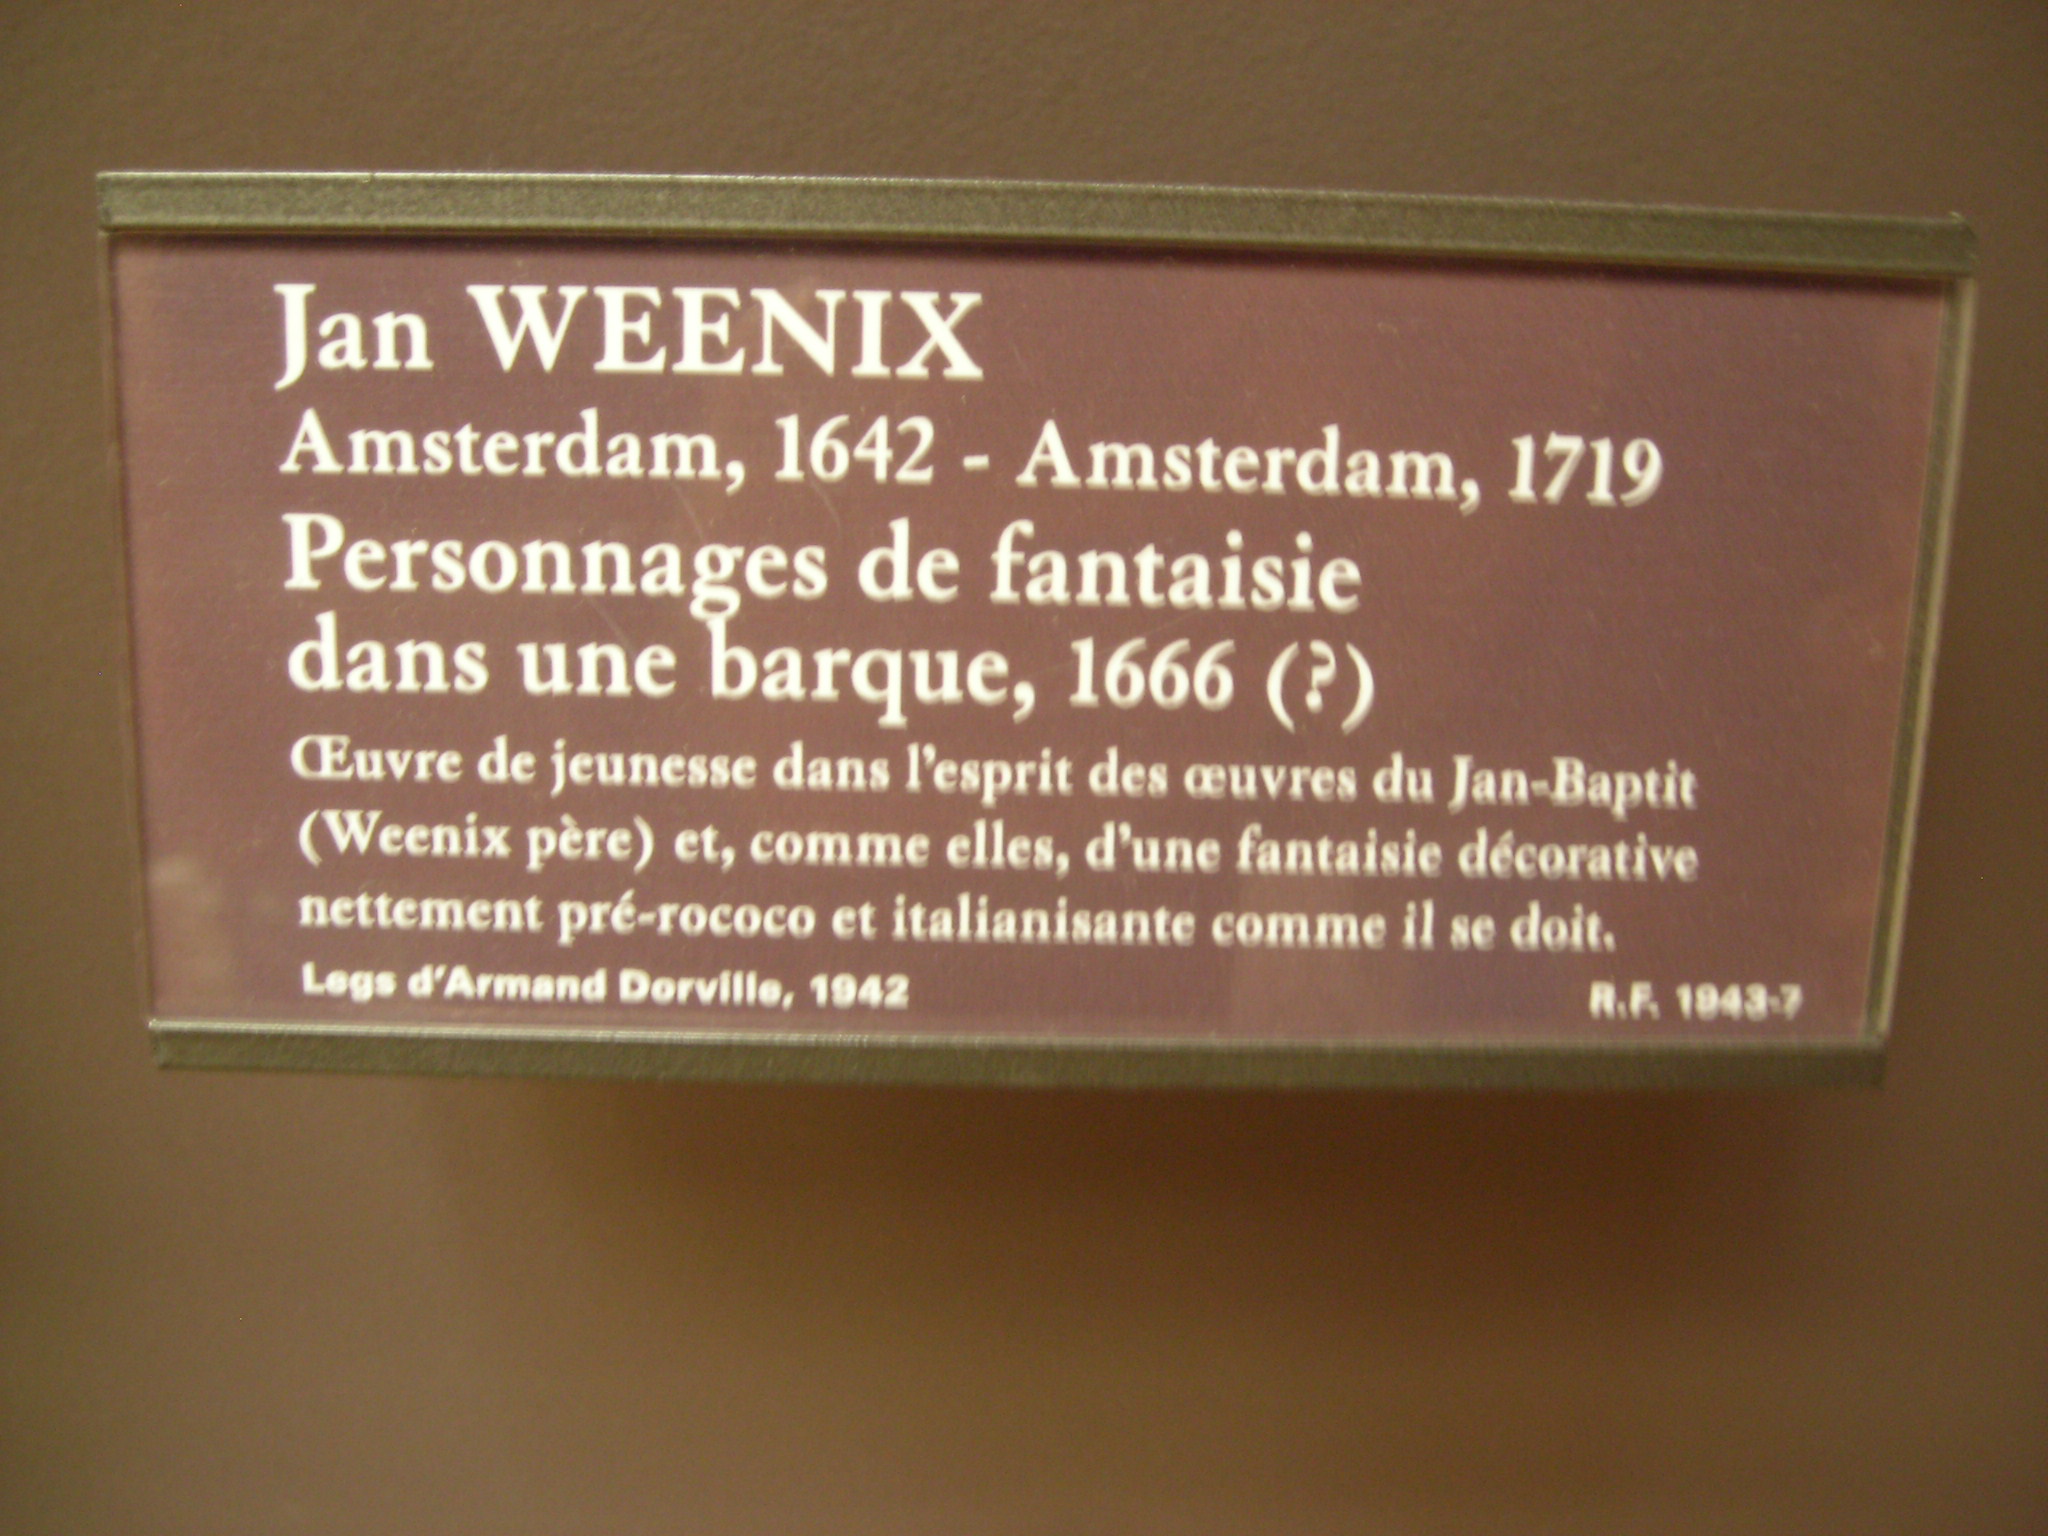 Jan WEENIX
Amsterdam, 1642 - Amsterdam, 1719
Personnages de fantaisie
dans une barque, 1666 (?)
Œuvre de jeunesse dans l'esprit des œuvres du Jan-Baptit
(Weenix père) et, comme elles, d'une fantaisie décorative
nettement pré-rococo et italianisante comme il se doit.
Legs d'Armand Dorville, 1942
R.F. 1943-7